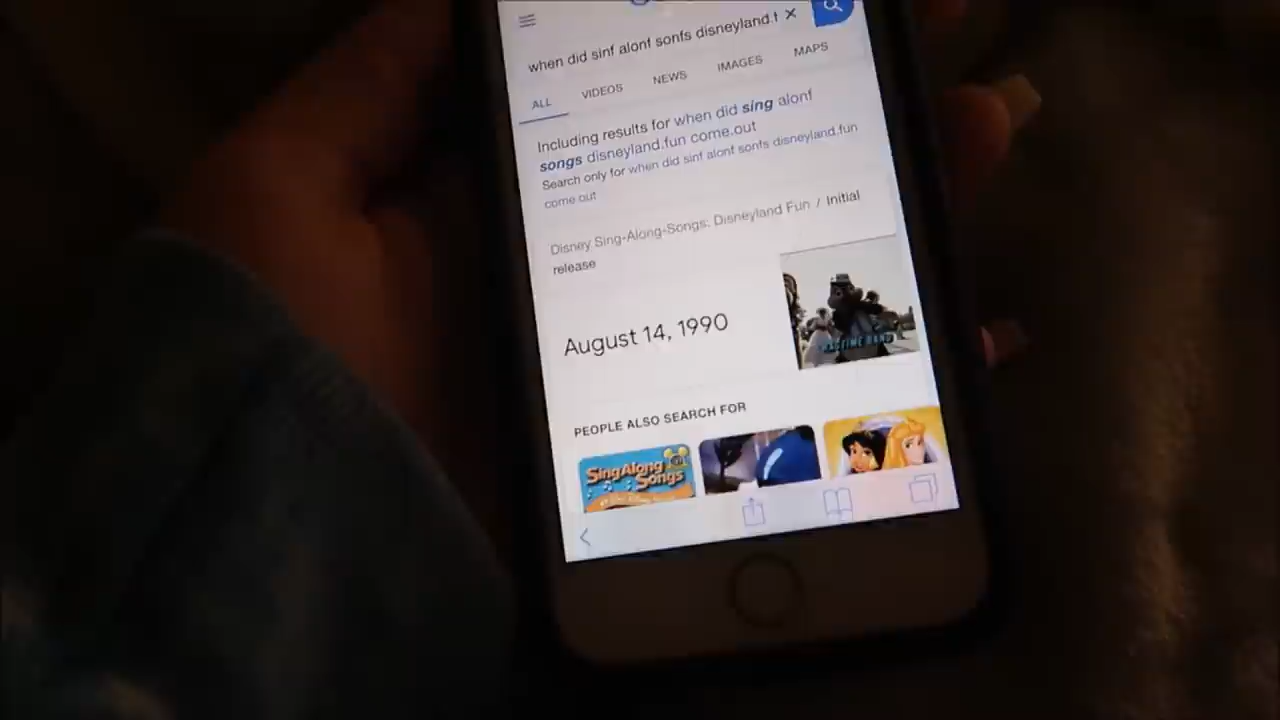 when did sinf alonf sonfs disneyland.f
ALL VIDEOS NEWS IMAGES MAPS
Including results for when did sing alonf
songs disneyland.fun come.out
Search only for when did sinf alonf sonfs disneyland.fun
come out
Disney Sing-Along-Songs: Disneyland Fun / Initial
release
August 14, 1990
PEOPLE ALSO SEARCH FOR
Sing Along
Songs